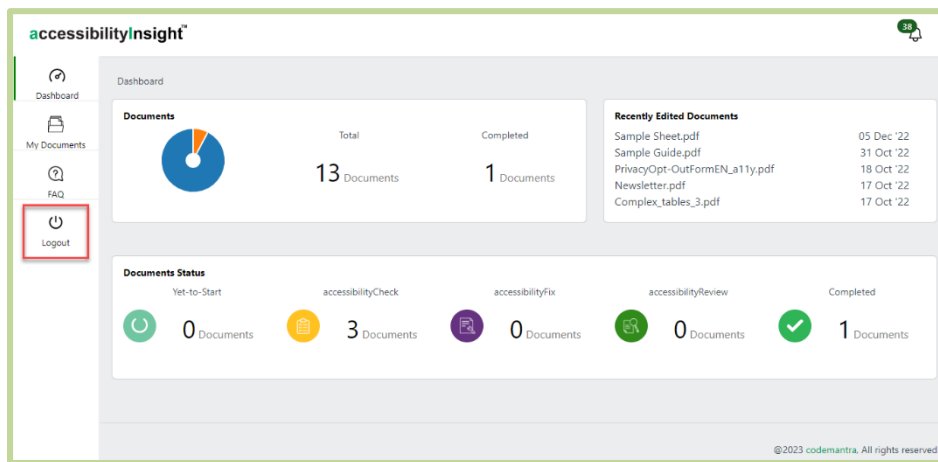 accessibilityInsight™
38
Dashboard
My Documents
FAQ
Logout
Dashboard
Documents
Total
Completed
13 Documents
1 Documents
Recently Edited Documents
Sample Sheet.pdf 05 Dec '22
Sample Guide.pdf 31 Oct '22
PrivacyOpt-OutFormEN_a11y.pdf 18 Oct '22
Newsletter.pdf 17 Oct '22
Complex_tables_3.pdf 17 Oct '22
Documents Status
Yet-to-Start
0 Documents
accessibilityCheck
3 Documents
accessibilityFix
0 Documents
accessibilityReview
0 Documents
Completed
1 Documents
@2023 codemantra, All rights reserved